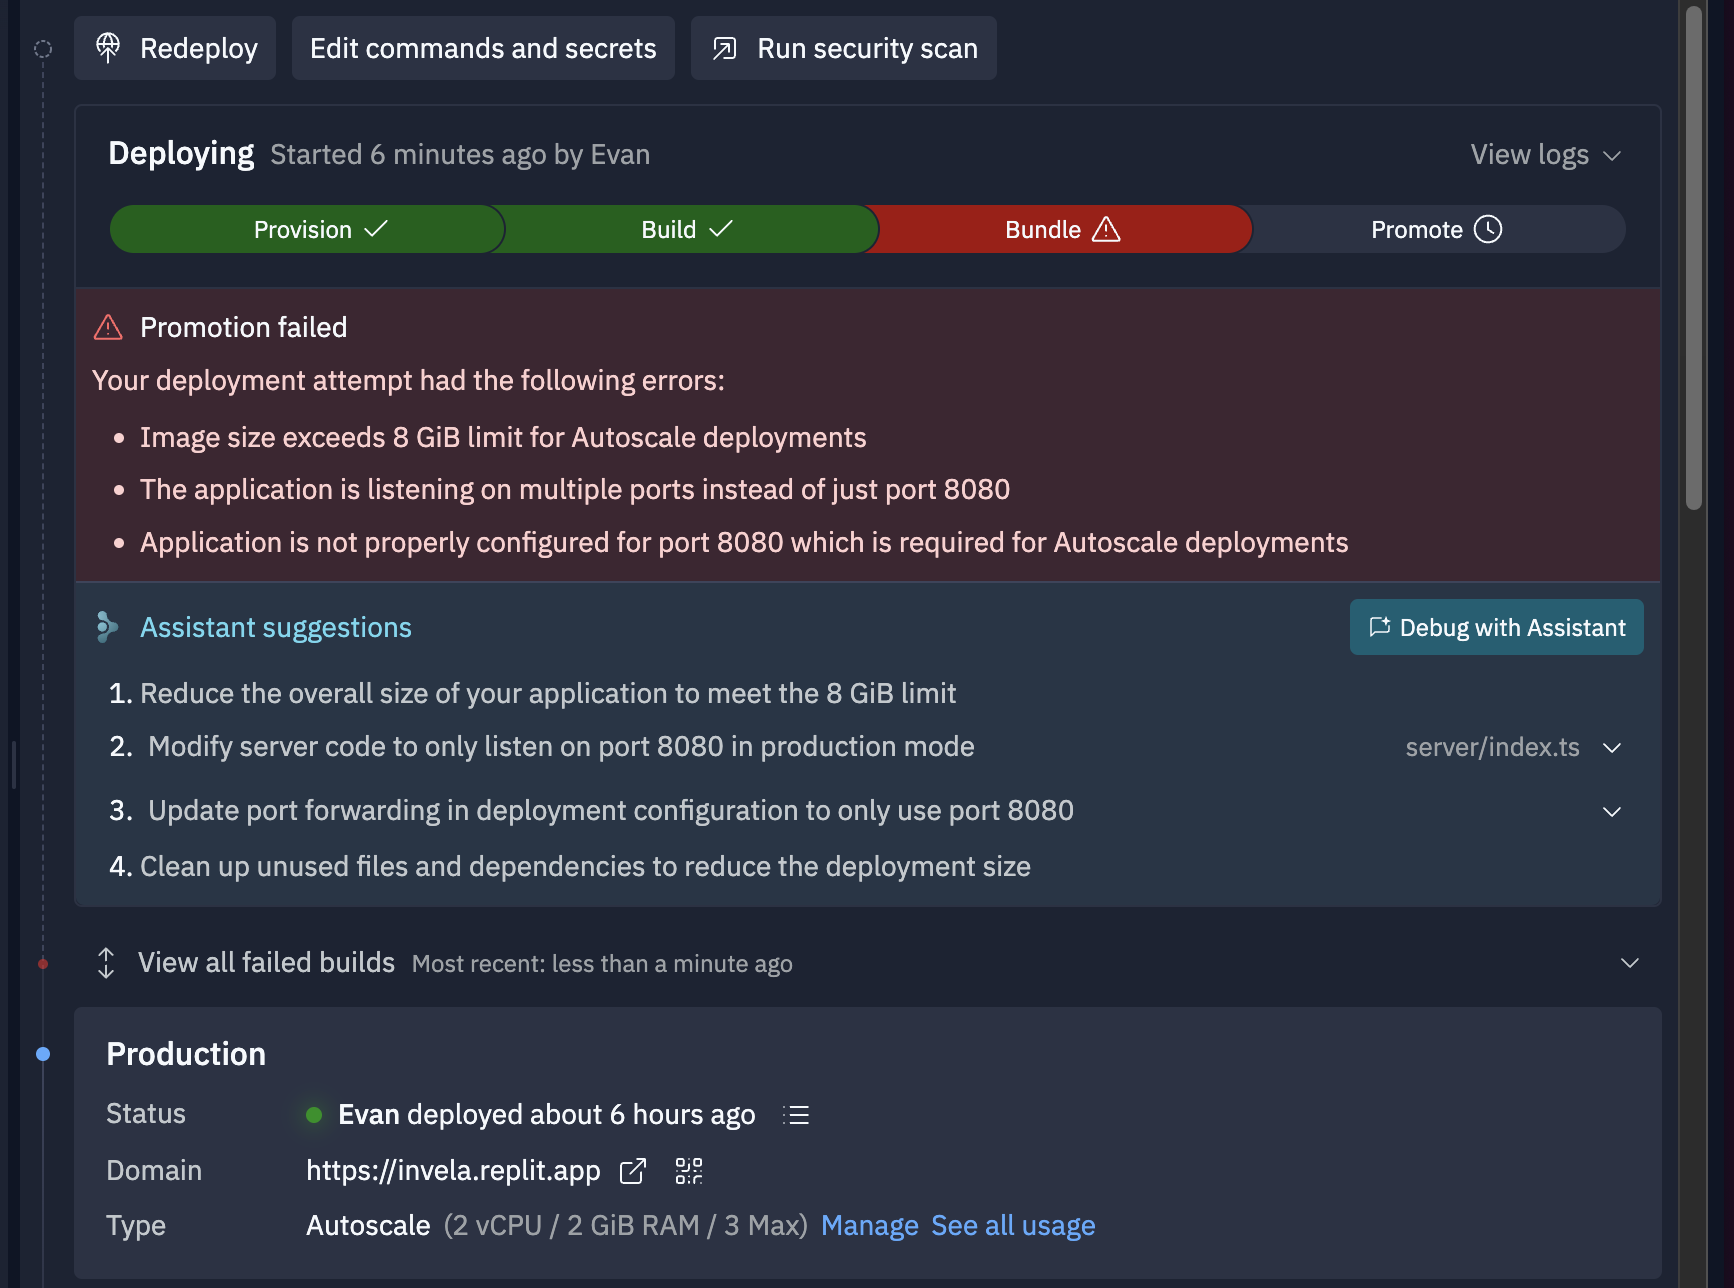 Redeploy Edit commands and secrets Run security scan
Deploying Started 6 minutes ago by Evan View logs
Provision Build Bundle Promote
Promotion failed
Your deployment attempt had the following errors:
• Image size exceeds 8 GiB limit for Autoscale deployments
• The application is listening on multiple ports instead of just port 8080
• Application is not properly configured for port 8080 which is required for Autoscale deployments
Assistant suggestions Debug with Assistant
1. Reduce the overall size of your application to meet the 8 GiB limit
2. Modify server code to only listen on port 8080 in production mode server/index.ts
3. Update port forwarding in deployment configuration to only use port 8080
4. Clean up unused files and dependencies to reduce the deployment size
View all failed builds Most recent: less than a minute ago
Production
Status Evan deployed about 6 hours ago
Domain https://invela.replit.app
Type Autoscale (2 vCPU / 2 GiB RAM / 3 Max) Manage See all usage